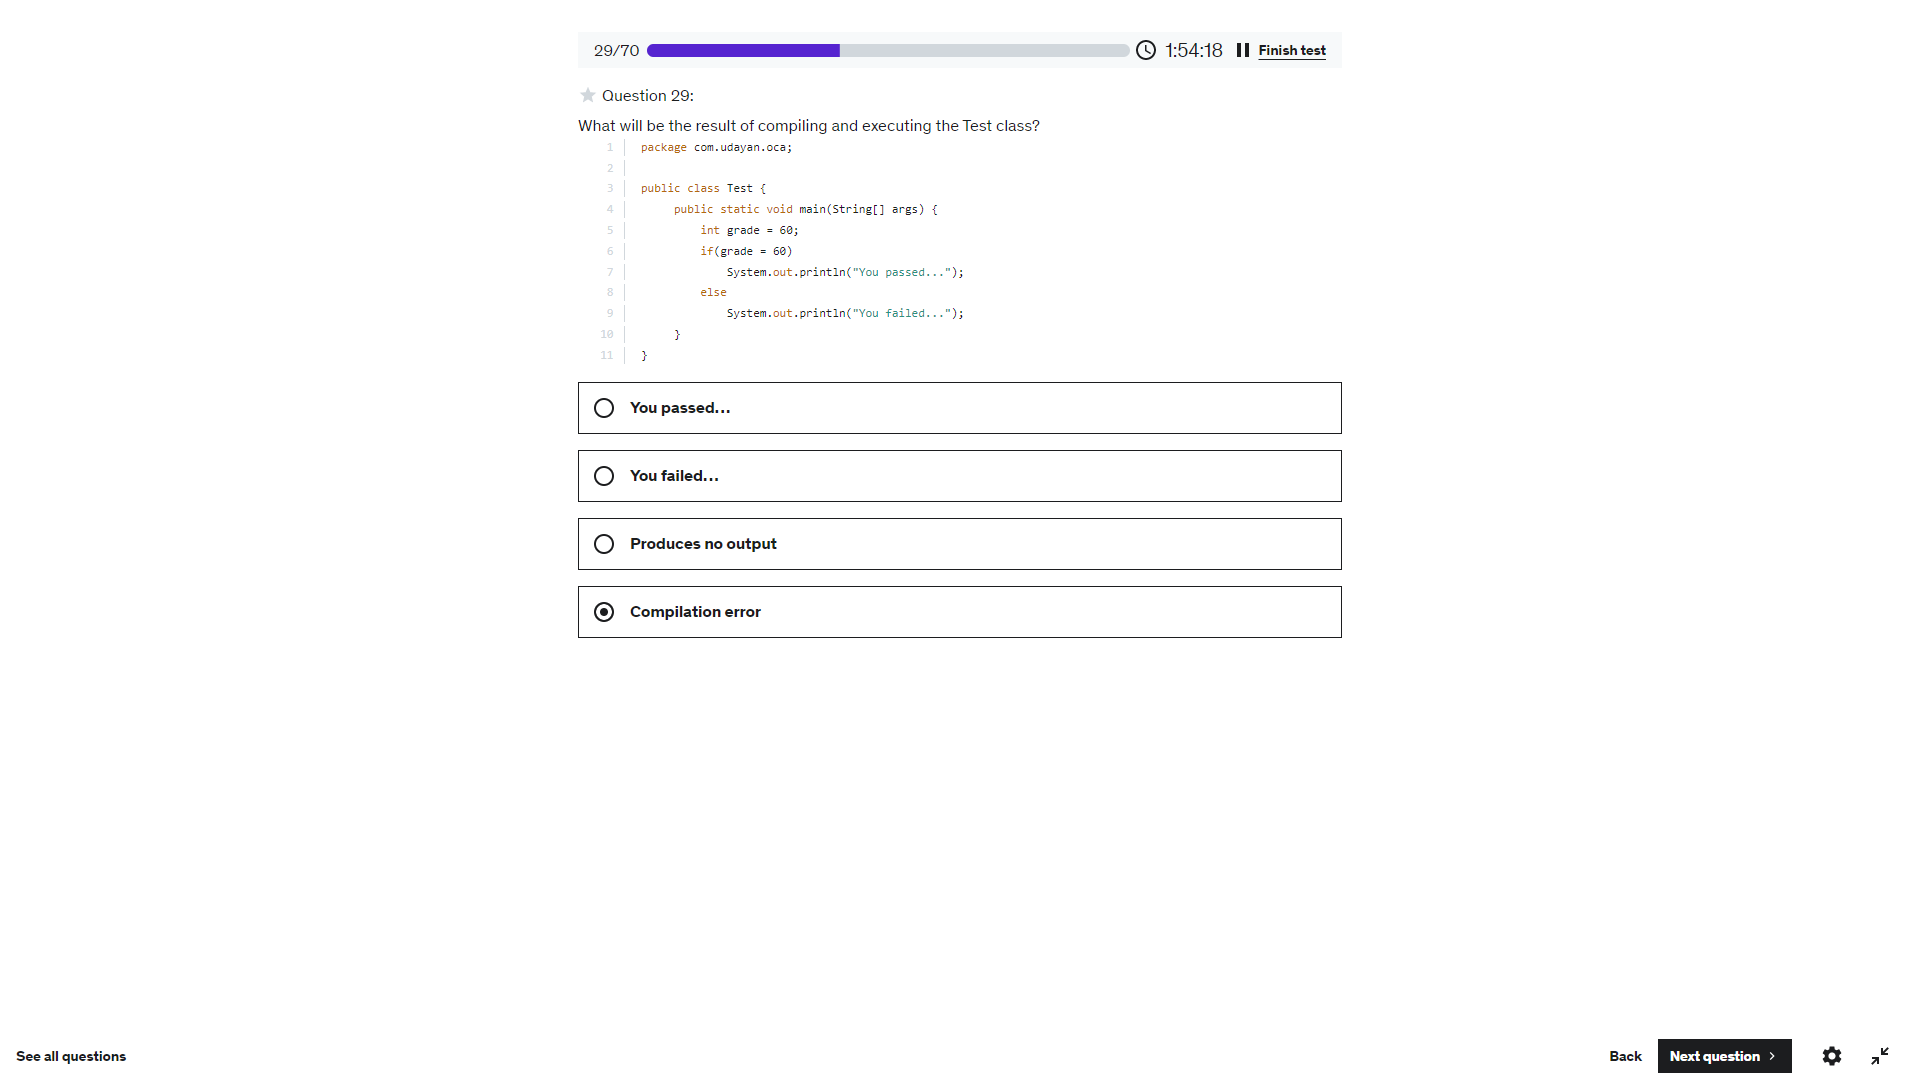 29/70 1:54:18 Finish test
Question 29:
What will be the result of compiling and executing the Test class?
1 package com.udayan.oca;
2
3 public class Test {
4 public static void main(String[] args) {
5 int grade = 60;
6 if(grade = 60)
7 System.out.println("You passed...");
8 else
9 System.out.println("You failed...");
10 }
11 }
You passed...
You failed...
Produces no output
Compilation error
See all questions Back Next question